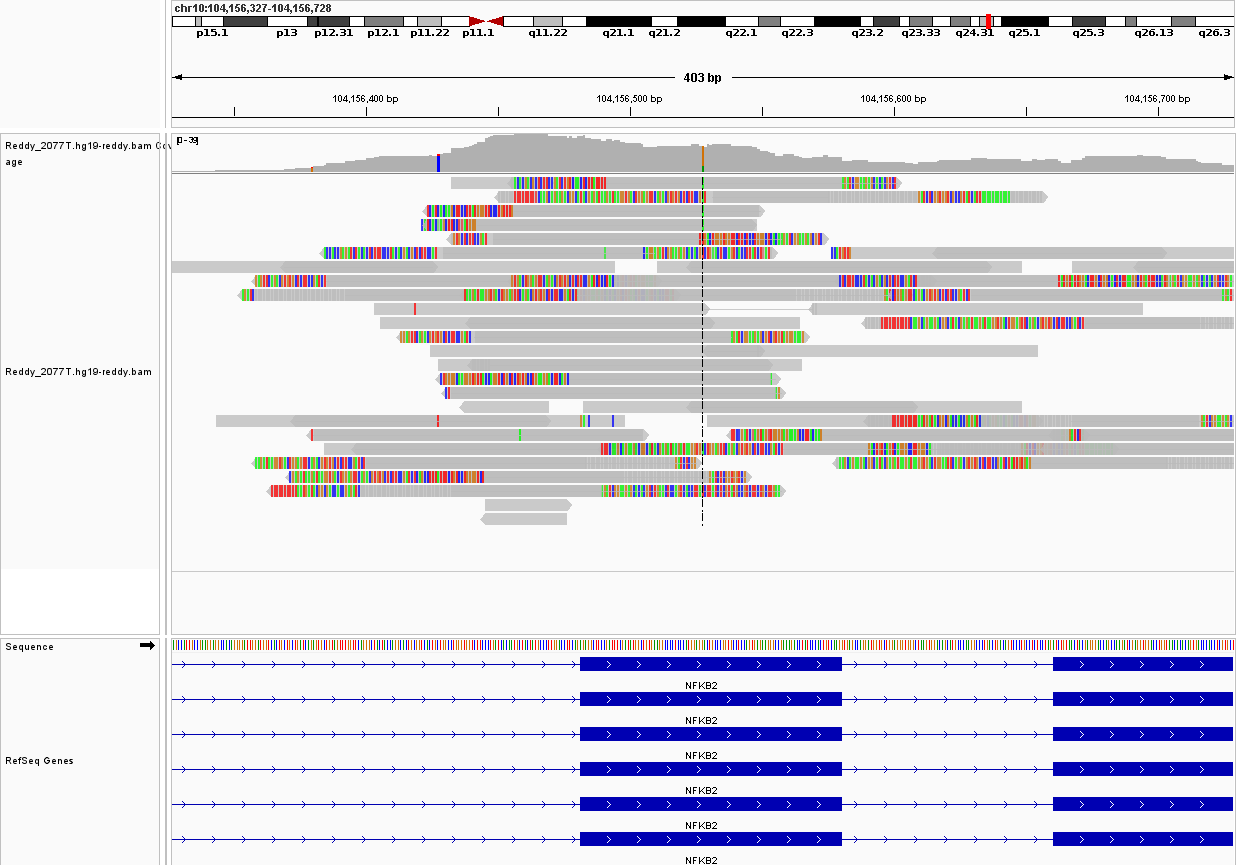 chr10:104,156,327-104,156,728
p15.1 p13 p12.31 p12.1 p11.22 p11.1 q11.22 q21.1 q21.2 q22.1 q22.3 q23.2 q23.33 q24.31 q25.1 q25.3 q26.13 q26.3
403 bp
104,156,400 bp 104,156,500 bp 104,156,600 bp 104,156,700 bp
[0-39]
Reddy_2077T.hg19-reddy.bam Cov
age
Reddy_2077T.hg19-reddy.bam
Sequence
NFKB2
NFKB2
NFKB2
RefSeq Genes
NFKB2
NFKB2
NFKB2